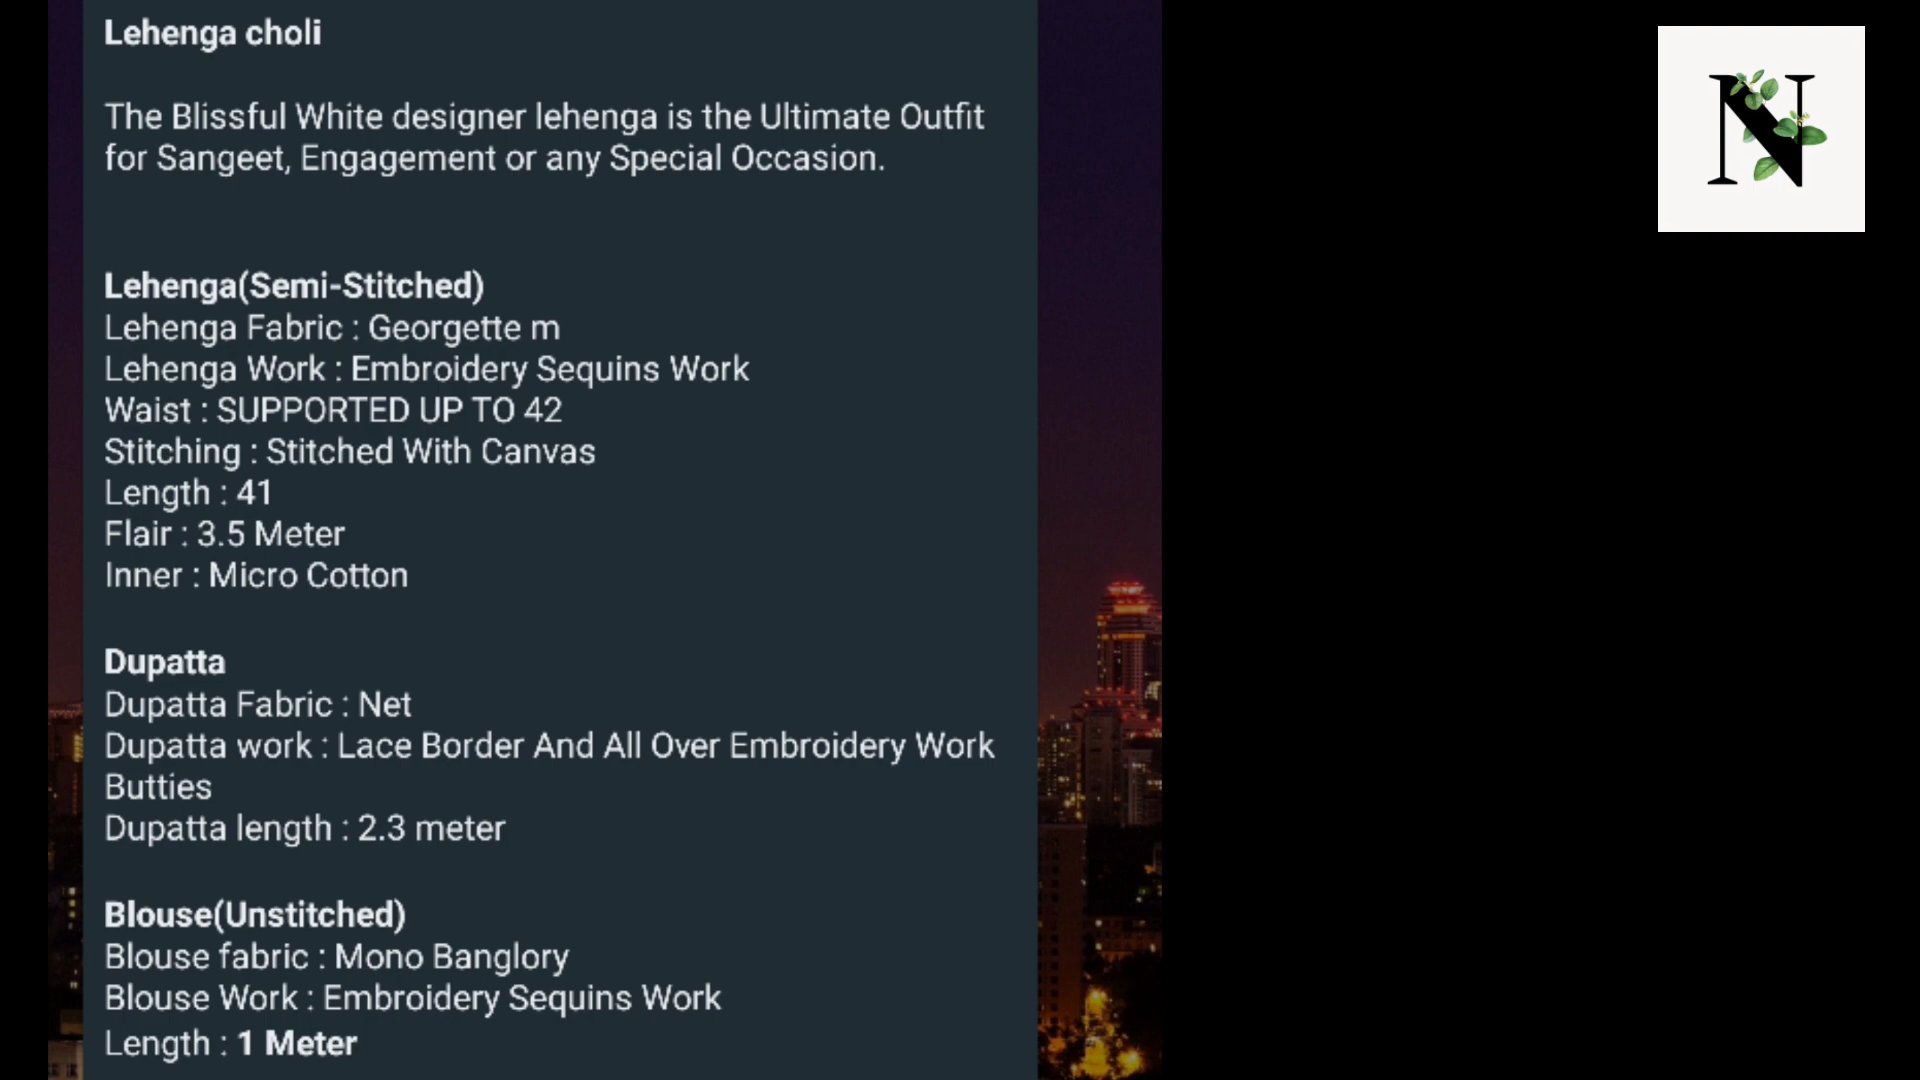 Lehenga choli
The Blissful White designer lehenga is the Ultimate Outfit
for Sangeet, Engagement or any Special Occasion.
Lehenga(Semi-Stitched)
Lehenga Fabric : Georgette m
Lehenga Work : Embroidery Sequins Work
Waist : SUPPORTED UP TO 42
Stitching : Stitched With Canvas
Length : 41
Flair : 3.5 Meter
Inner : Micro Cotton
Dupatta
Dupatta Fabric : Net
Dupatta work : Lace Border And All Over Embroidery Work
Butties
Dupatta length : 2.3 meter
Blouse(Unstitched)
Blouse fabric : Mono Banglory
Blouse Work : Embroidery Sequins Work
Length : 1 Meter
N